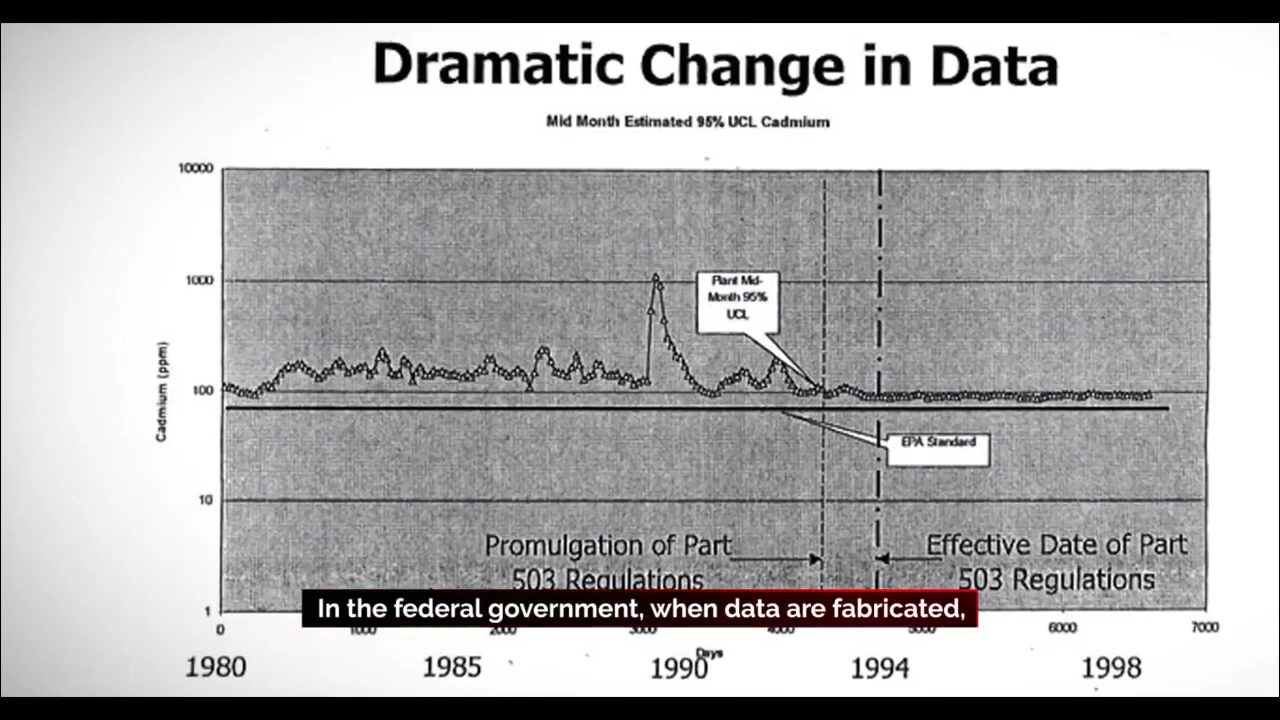 Dramatic Change in Data
Mid Month Estimated 95% UCL Cadmium
10000
1000
100
10
1
Cadmium (ppm)
Plant Mid-
Month 95%
UCL
EPA Standard
Promulgation of Part
503 Regulations
Effective Date of Part
503 Regulations
In the federal government, when data are fabricated,
0 1000 2000 3000 4000 5000 6000 7000
Days
1980 1985 1990 1994 1998